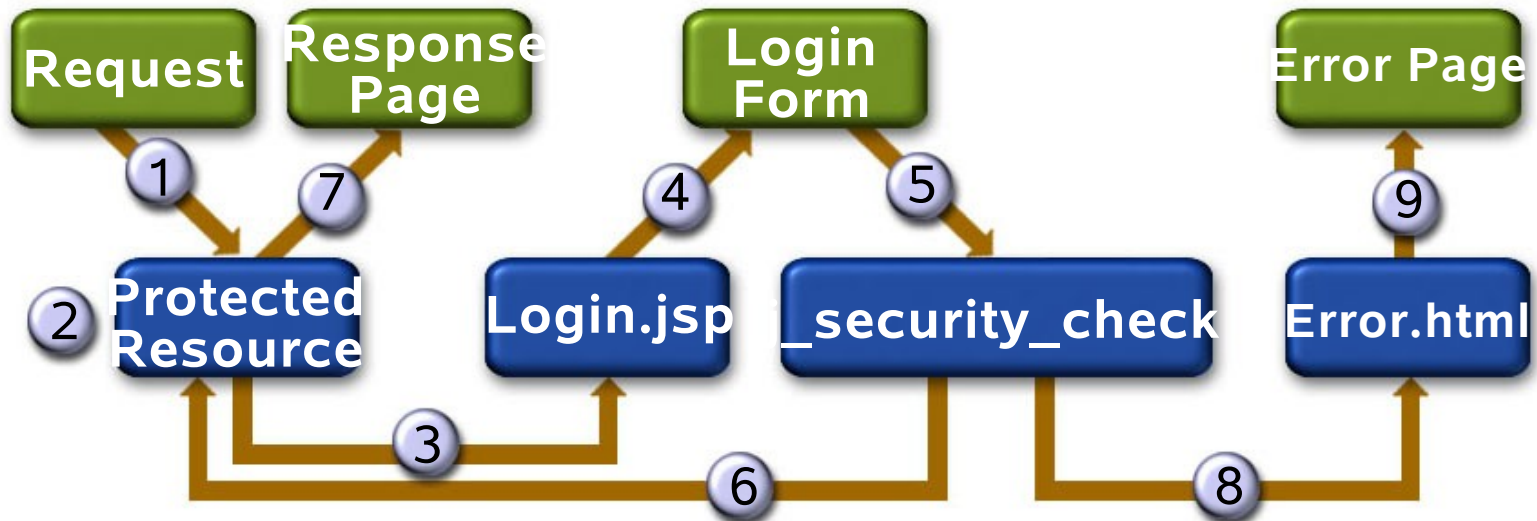 Request
Response
Page
Login
Form
Error Page
1
7
4
5
9
2
Protected
Resource
Login.jsp
_security_check
Error.html
3
6
8